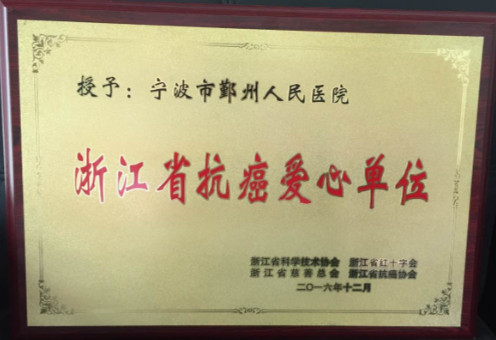 授予：宁波市鄞州人民医院
浙江省抗癌爱心单位
浙江省科学技术协会 浙江省红十字会
浙江省慈善总会 浙江省抗癌协会
二〇一六年十二月